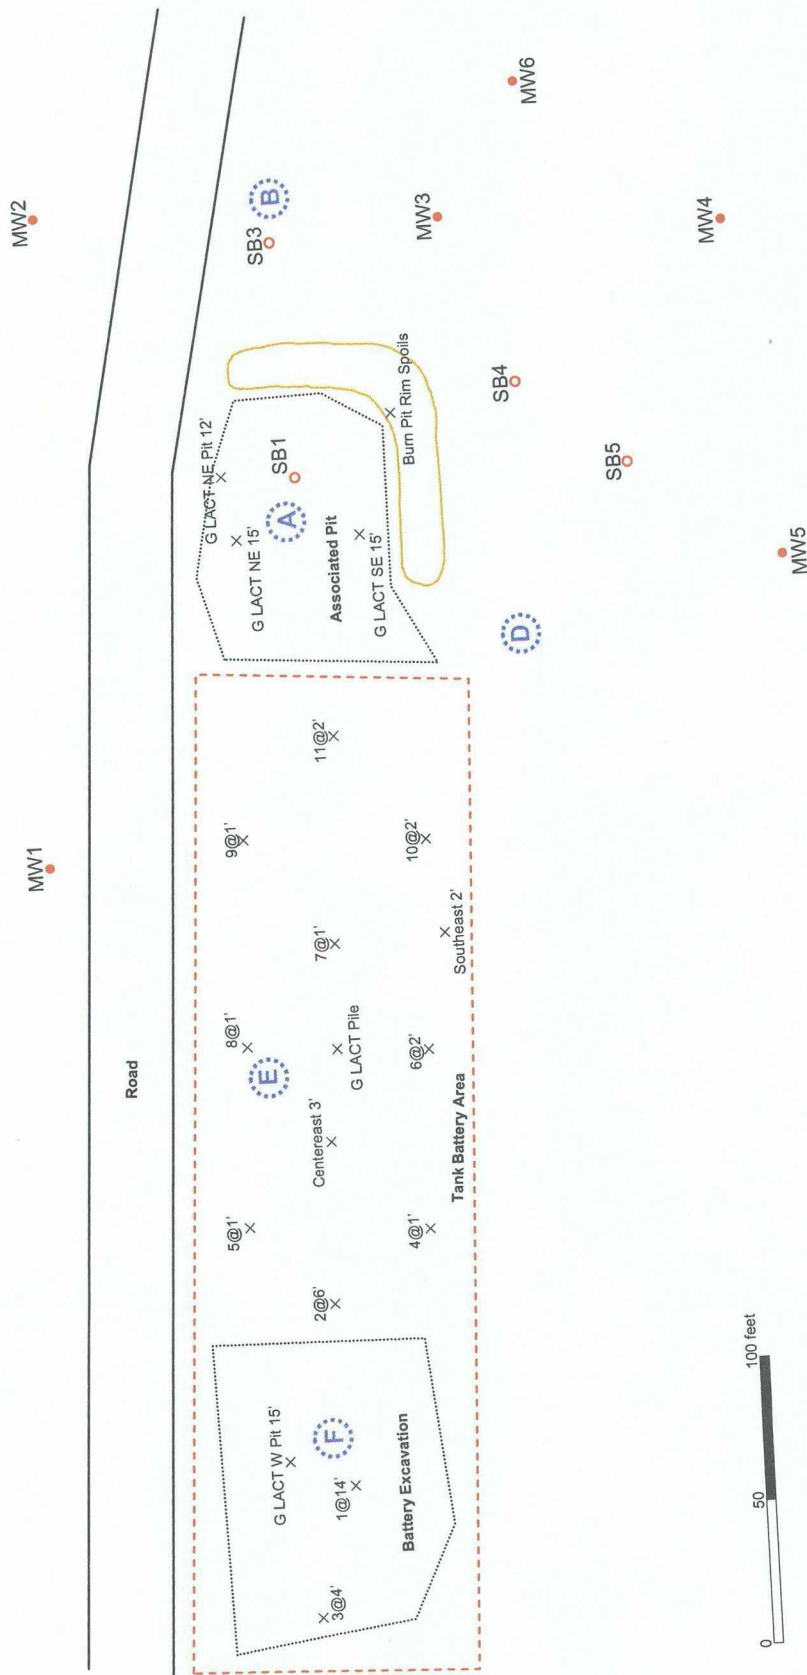 MW2
MW1
Road
MW6
B
SB3
MW3
MW4
SB4
SB5
MW5
G LACT NE Pit 12'
SB1
A
G LACT NE 15'
Associated Pit
G LACT SE 15'
Burn Pit Rim Spoils
D
11@2'
9@1'
10@2'
7@1'
Southeast 2'
8@1'
E
G LACT Pile
6@2'
Centereast 3'
Tank Battery Area
5@1'
4@1'
2@6'
G LACT W Pit 15'
F
1@14'
Battery Excavation
3@4'
0 50 100 feet